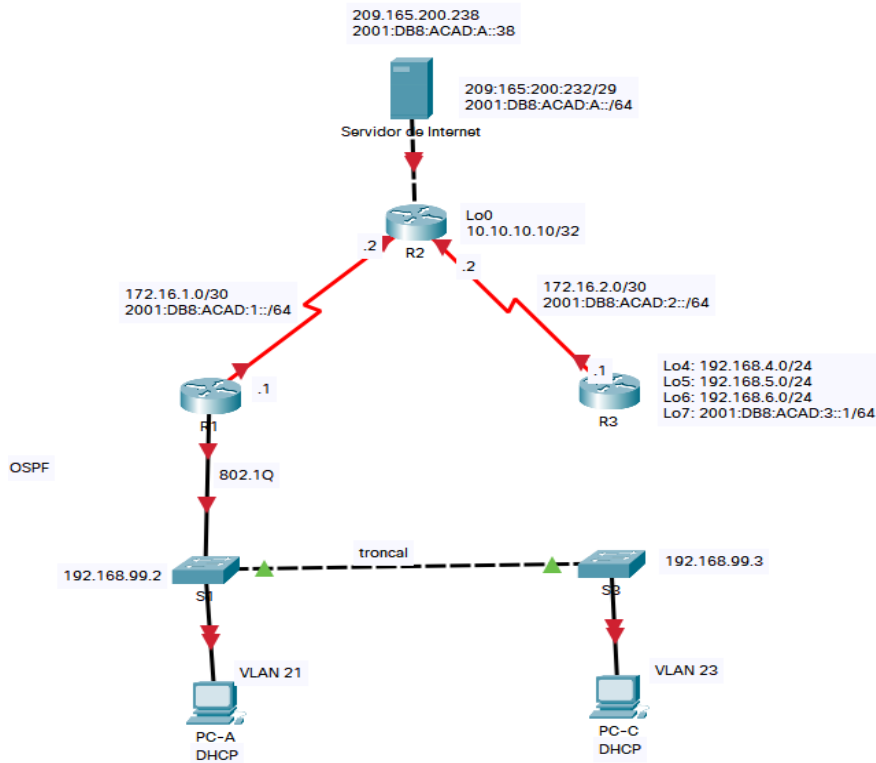 209.165.200.238
2001:DB8:ACAD:A::38
209:165:200:232/29
2001:DB8:ACAD:A::/64
Servidor de Internet
Lo0
10.10.10.10/32
R2
.2
.2
172.16.1.0/30
2001:DB8:ACAD:1::/64
172.16.2.0/30
2001:DB8:ACAD:2::/64
.1
.1
Lo4: 192.168.4.0/24
Lo5: 192.168.5.0/24
Lo6: 192.168.6.0/24
Lo7: 2001:DB8:ACAD:3::1/64
R1
R3
OSPF
802.1Q
troncal
192.168.99.2
192.168.99.3
S1
S3
VLAN 21
VLAN 23
PC-A
DHCP
PC-C
DHCP